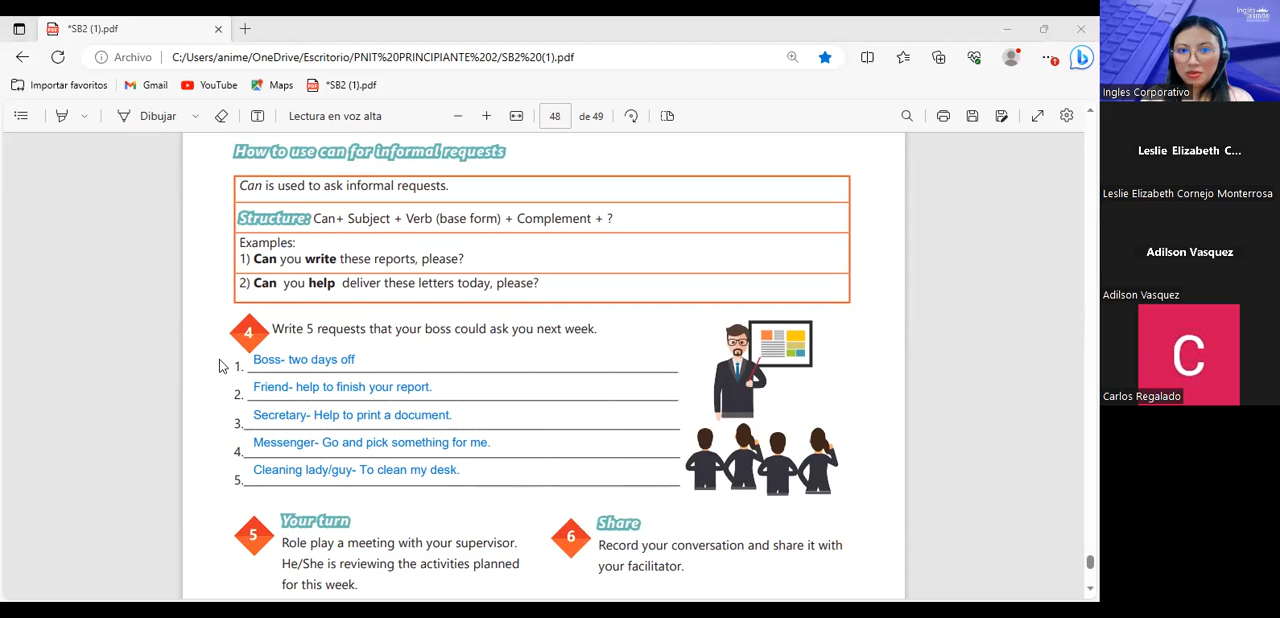 *SB2 (1).pdf
Archivo
C:/Users/anime/OneDrive/Escritorio/PNIT%20PRINCIPIANTE%202/SB2%20(1).pdf
Importar favoritos
Gmail
YouTube
Maps
*SB2 (1).pdf
Dibujar
Lectura en voz alta
48
de 49
How to use can for informal requests
Can is used to ask informal requests.
Structure: Can+ Subject + Verb (base form) + Complement + ?
Examples:
1) Can you write these reports, please?
2) Can you help deliver these letters today, please?
4 Write 5 requests that your boss could ask you next week.
1. Boss- two days off
2. Friend- help to finish your report.
3. Secretary- Help to print a document.
4. Messenger- Go and pick something for me.
5. Cleaning lady/guy- To clean my desk.
5 Your turn
Role play a meeting with your supervisor.
He/She is reviewing the activities planned
for this week.
6 Share
Record your conversation and share it with
your facilitator.
Ingles Corporativo
Leslie Elizabeth C...
Leslie Elizabeth Cornejo Monterrosa
Adilson Vasquez
Adilson Vasquez
C
Carlos Regalado